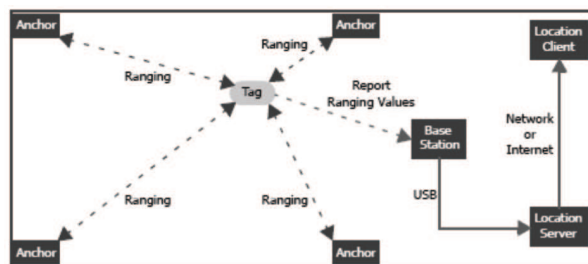 Anchor
Anchor
Location
Client
Ranging
Ranging
Tag
Report
Ranging Values
Network
or
Internet
Base
Station
USB
Ranging
Ranging
Location
Server
Anchor
Anchor